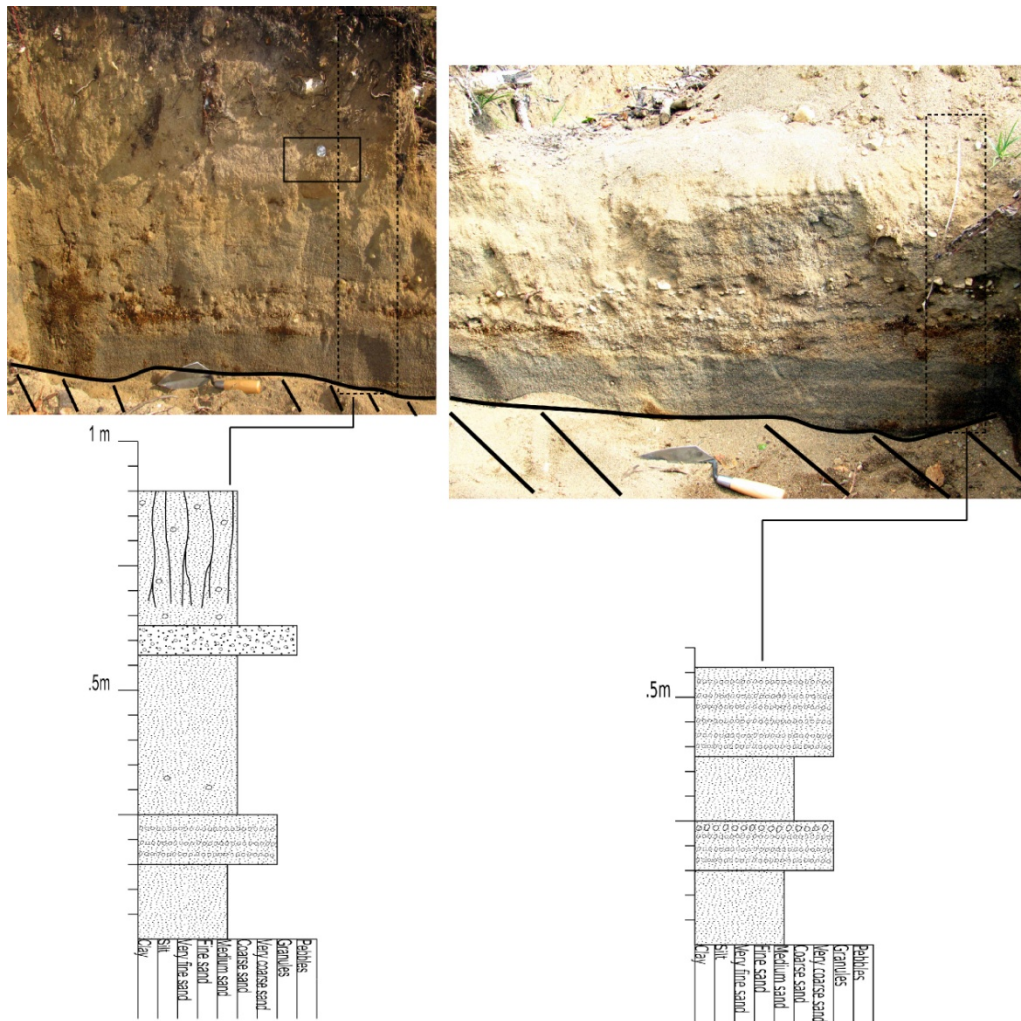 1 m
.5m
Clay
Silt
Very fine sand
Fine sand
Medium sand
Coarse sand
Very coarse sand
Granules
Pebbles
.5m
Clay
Silt
Very fine sand
Fine sand
Medium sand
Coarse sand
Very coarse sand
Granules
Pebbles